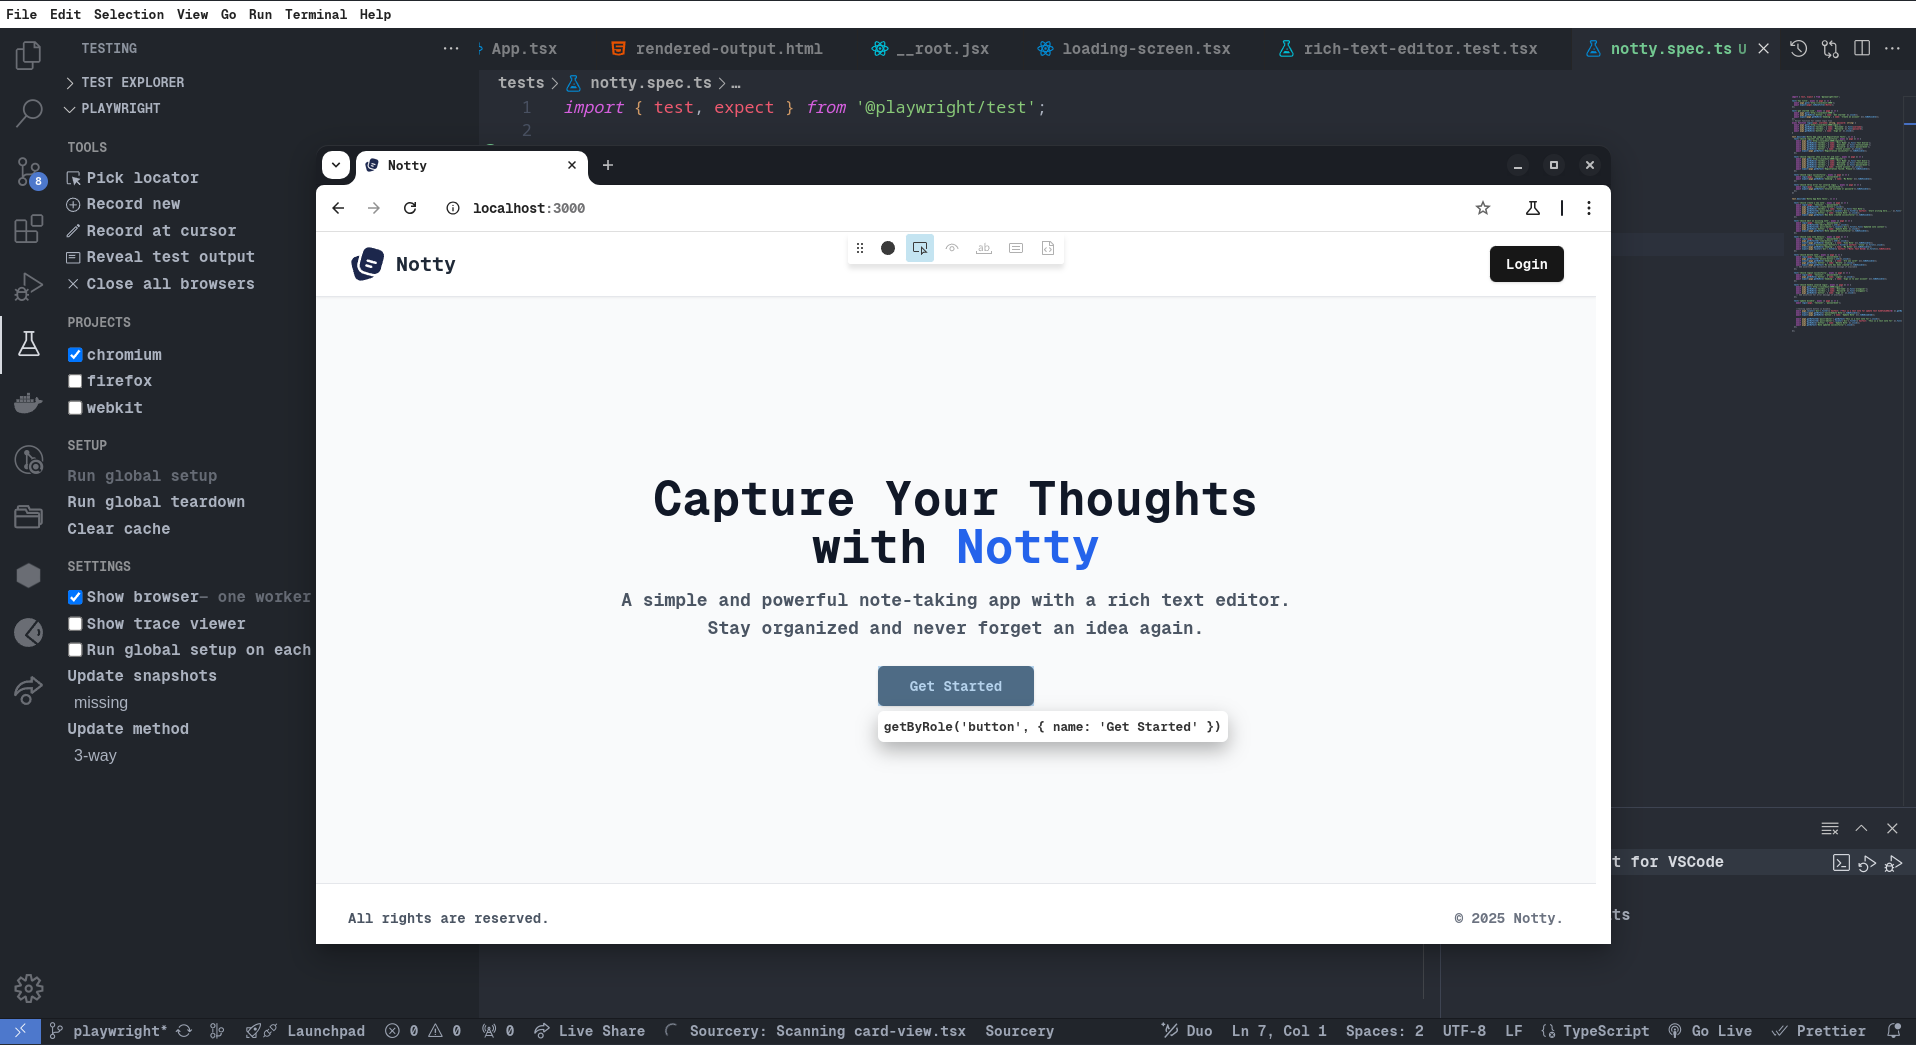 File Edit Selection View Go Run Terminal Help
TESTING
App.tsx rendered-output.html __root.jsx loading-screen.tsx rich-text-editor.test.tsx notty.spec.ts U
TEST EXPLORER
PLAYWRIGHT
tests > notty.spec.ts > …
1 import { test, expect } from '@playwright/test';
2
TOOLS
Pick locator
Record new
Record at cursor
Reveal test output
Close all browsers
PROJECTS
chromium
firefox
webkit
SETUP
Run global setup
Run global teardown
Clear cache
SETTINGS
Show browser— one worker
Show trace viewer
Run global setup on each
Update snapshots
missing
Update method
3-way
8
Notty
localhost:3000
Notty
ab
Login
Capture Your Thoughts
with Notty
A simple and powerful note-taking app with a rich text editor.
Stay organized and never forget an idea again.
Get Started
getByRole('button', { name: 'Get Started' })
All rights are reserved.
© 2025 Notty.
t for VSCode
ts
playwright* Launchpad 0 0 0 Live Share Sourcery: Scanning card-view.tsx Sourcery Duo Ln 7, Col 1 Spaces: 2 UTF-8 LF TypeScript Go Live Prettier